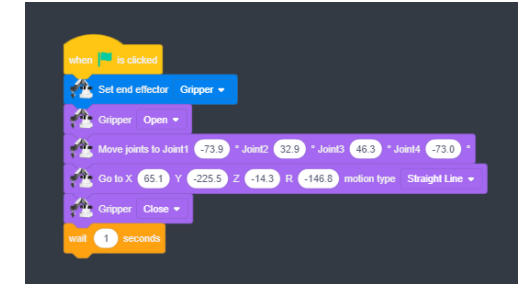 when is clicked
Set end effector Gripper
Gripper Open
Move joints to Joint1 -73.9 ° Joint2 32.9 ° Joint3 46.3 ° Joint4 -73.0 °
Go to X 65.1 Y -225.5 Z -14.3 R -146.8 motion type Straight Line
Gripper Close
wait 1 seconds